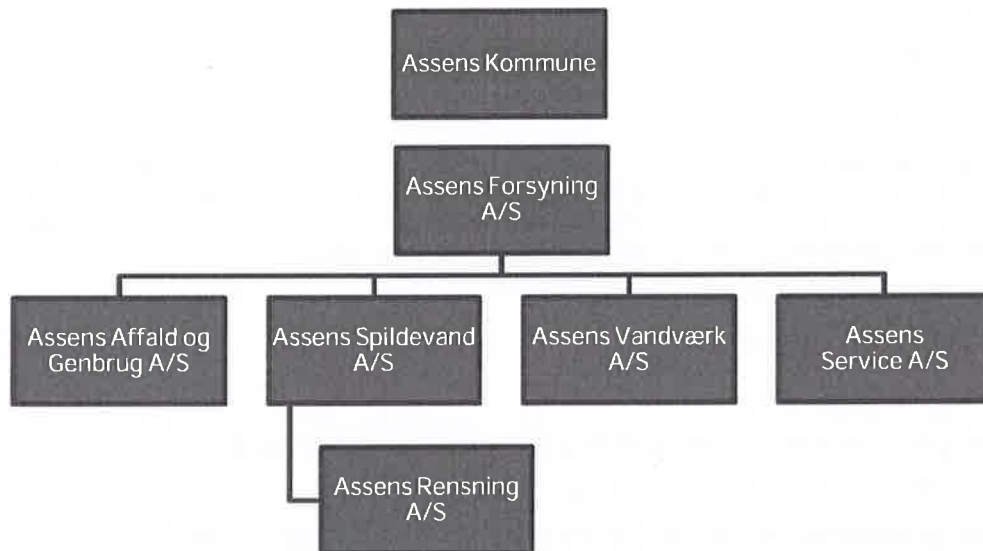 Assens Kommune
Assens Forsyning
A/S
Assens Affald og
Genbrug A/S
Assens Spildevand
A/S
Assens Vandværk
A/S
Assens
Service A/S
Assens Rensning
A/S